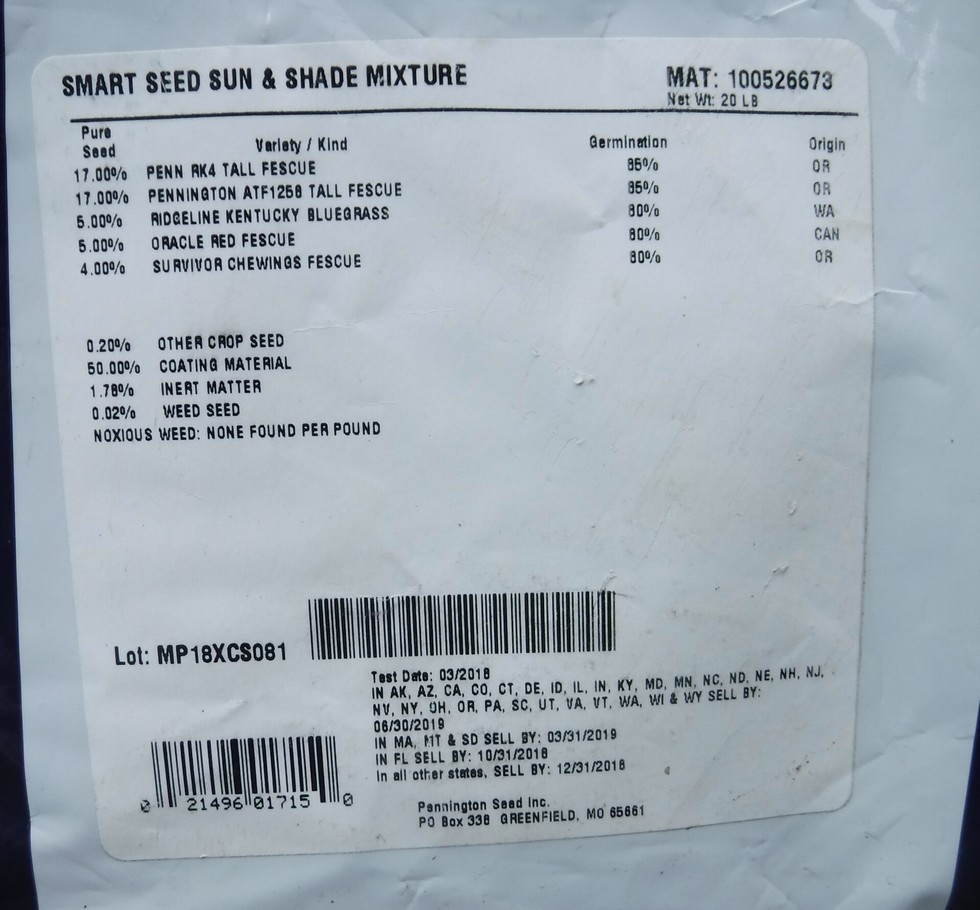 SMART SEED SUN & SHADE MIXTURE
MAT: 100526673
Net Wt: 20 LB
Pure Seed Variety / Kind Germination Origin
17.00% PENN RK4 TALL FESCUE 85% OR
17.00% PENNINGTON ATF1258 TALL FESCUE 85% OR
5.00% RIDGELINE KENTUCKY BLUEGRASS 80% WA
5.00% ORACLE RED FESCUE 80% CAN
4.00% SURVIVOR CHEWINGS FESCUE 80% OR
0.20% OTHER CROP SEED
50.00% COATING MATERIAL
1.78% INERT MATTER
0.02% WEED SEED
NOXIOUS WEED: NONE FOUND PER POUND
Lot: MP18XCS081
Test Date: 03/2018
IN AK, AZ, CA, CO, CT, DE, ID, IL, IN, KY, MD, MN, NC, ND, NE, NH, NJ,
NV, NY, OH, OR, PA, SC, UT, VA, VT, WA, WI & WY SELL BY:
06/30/2019
IN MA, MT & SD SELL BY: 03/31/2019
IN FL SELL BY: 10/31/2018
In all other states, SELL BY: 12/31/2018
0 21496 01715 0
Pennington Seed Inc.
PO Box 338 GREENFIELD, MO 65661